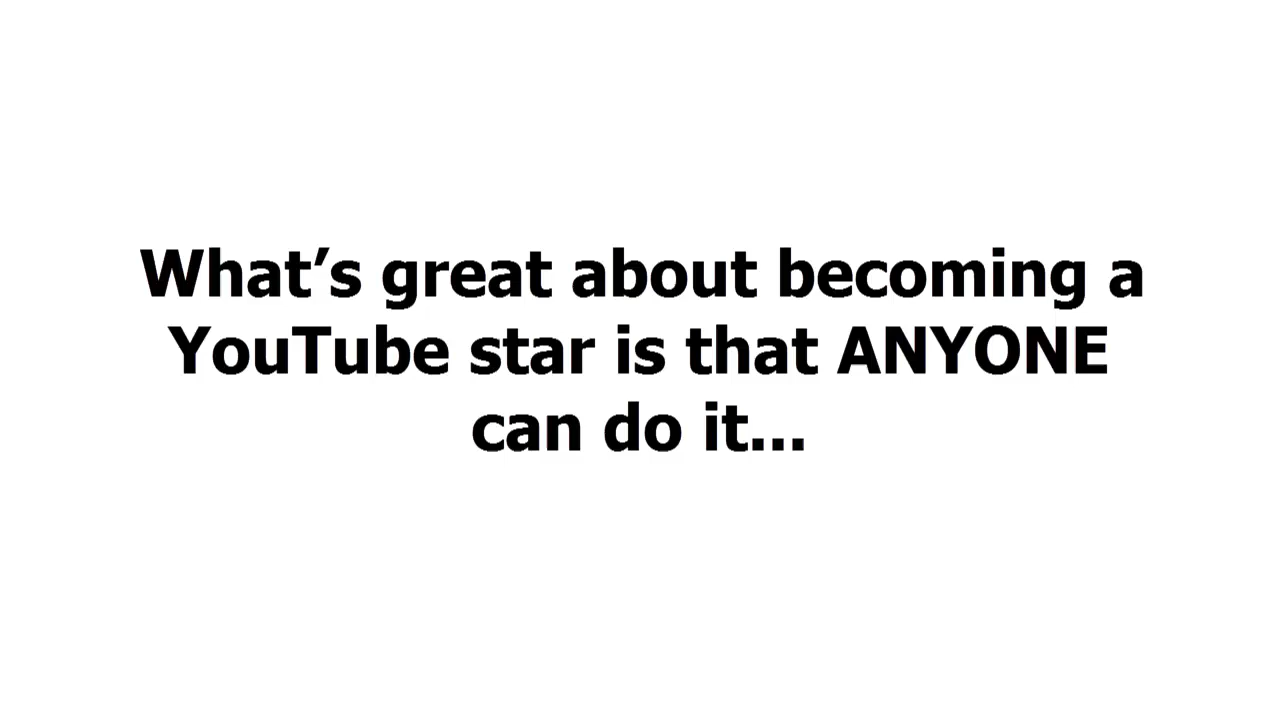 What’s great about becoming a
YouTube star is that ANYONE
can do it...